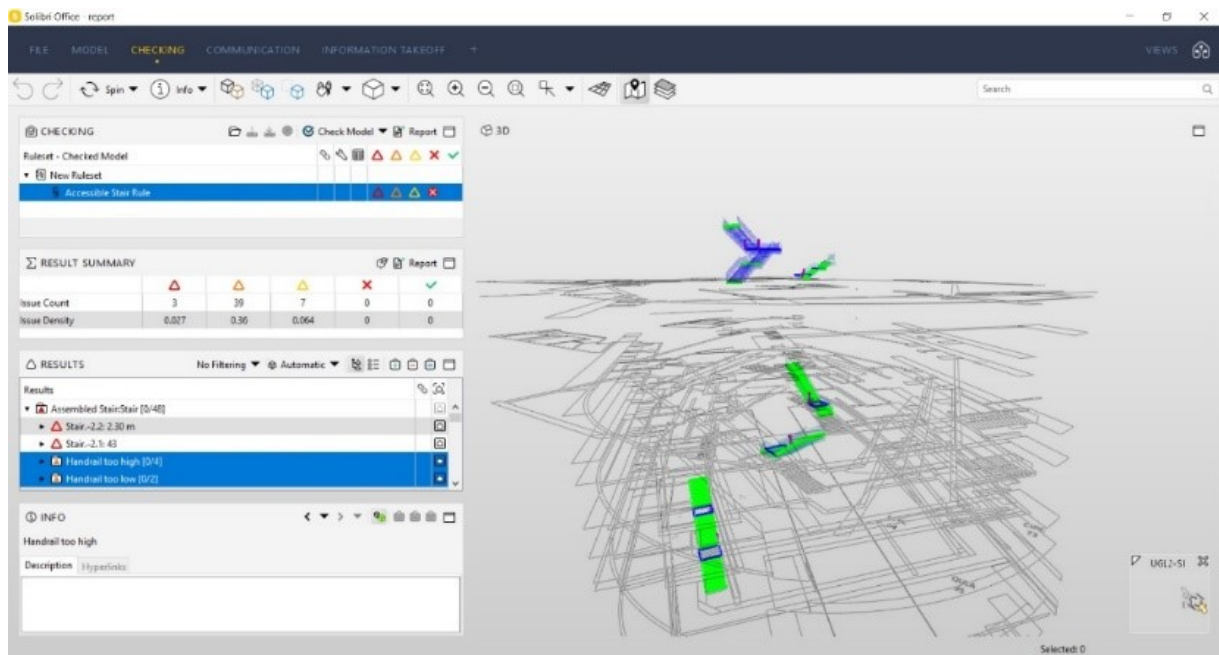 Solibri Office - report
FILE MODEL CHECKING COMMUNICATION INFORMATION TAKEOFF + VIEWS
Spin Info Search
CHECKING Check Model Report
3D
Ruleset - Checked Model
New Ruleset
Accessible Stair Rule
RESULT SUMMARY Report
Issue Count 3 39 7 0 0
Issue Density 0.027 0.36 0.064 0 0
RESULTS No Filtering Automatic
Results
Assembled Stair:Stair [0/48]
Stair.-2.2: 2.30 m
Stair.-2.1: 43
Handrail too high [0/4]
Handrail too low [0/2]
INFO
Handrail too high
Description Hyperlinks
UGL2-SI
Selected: 0